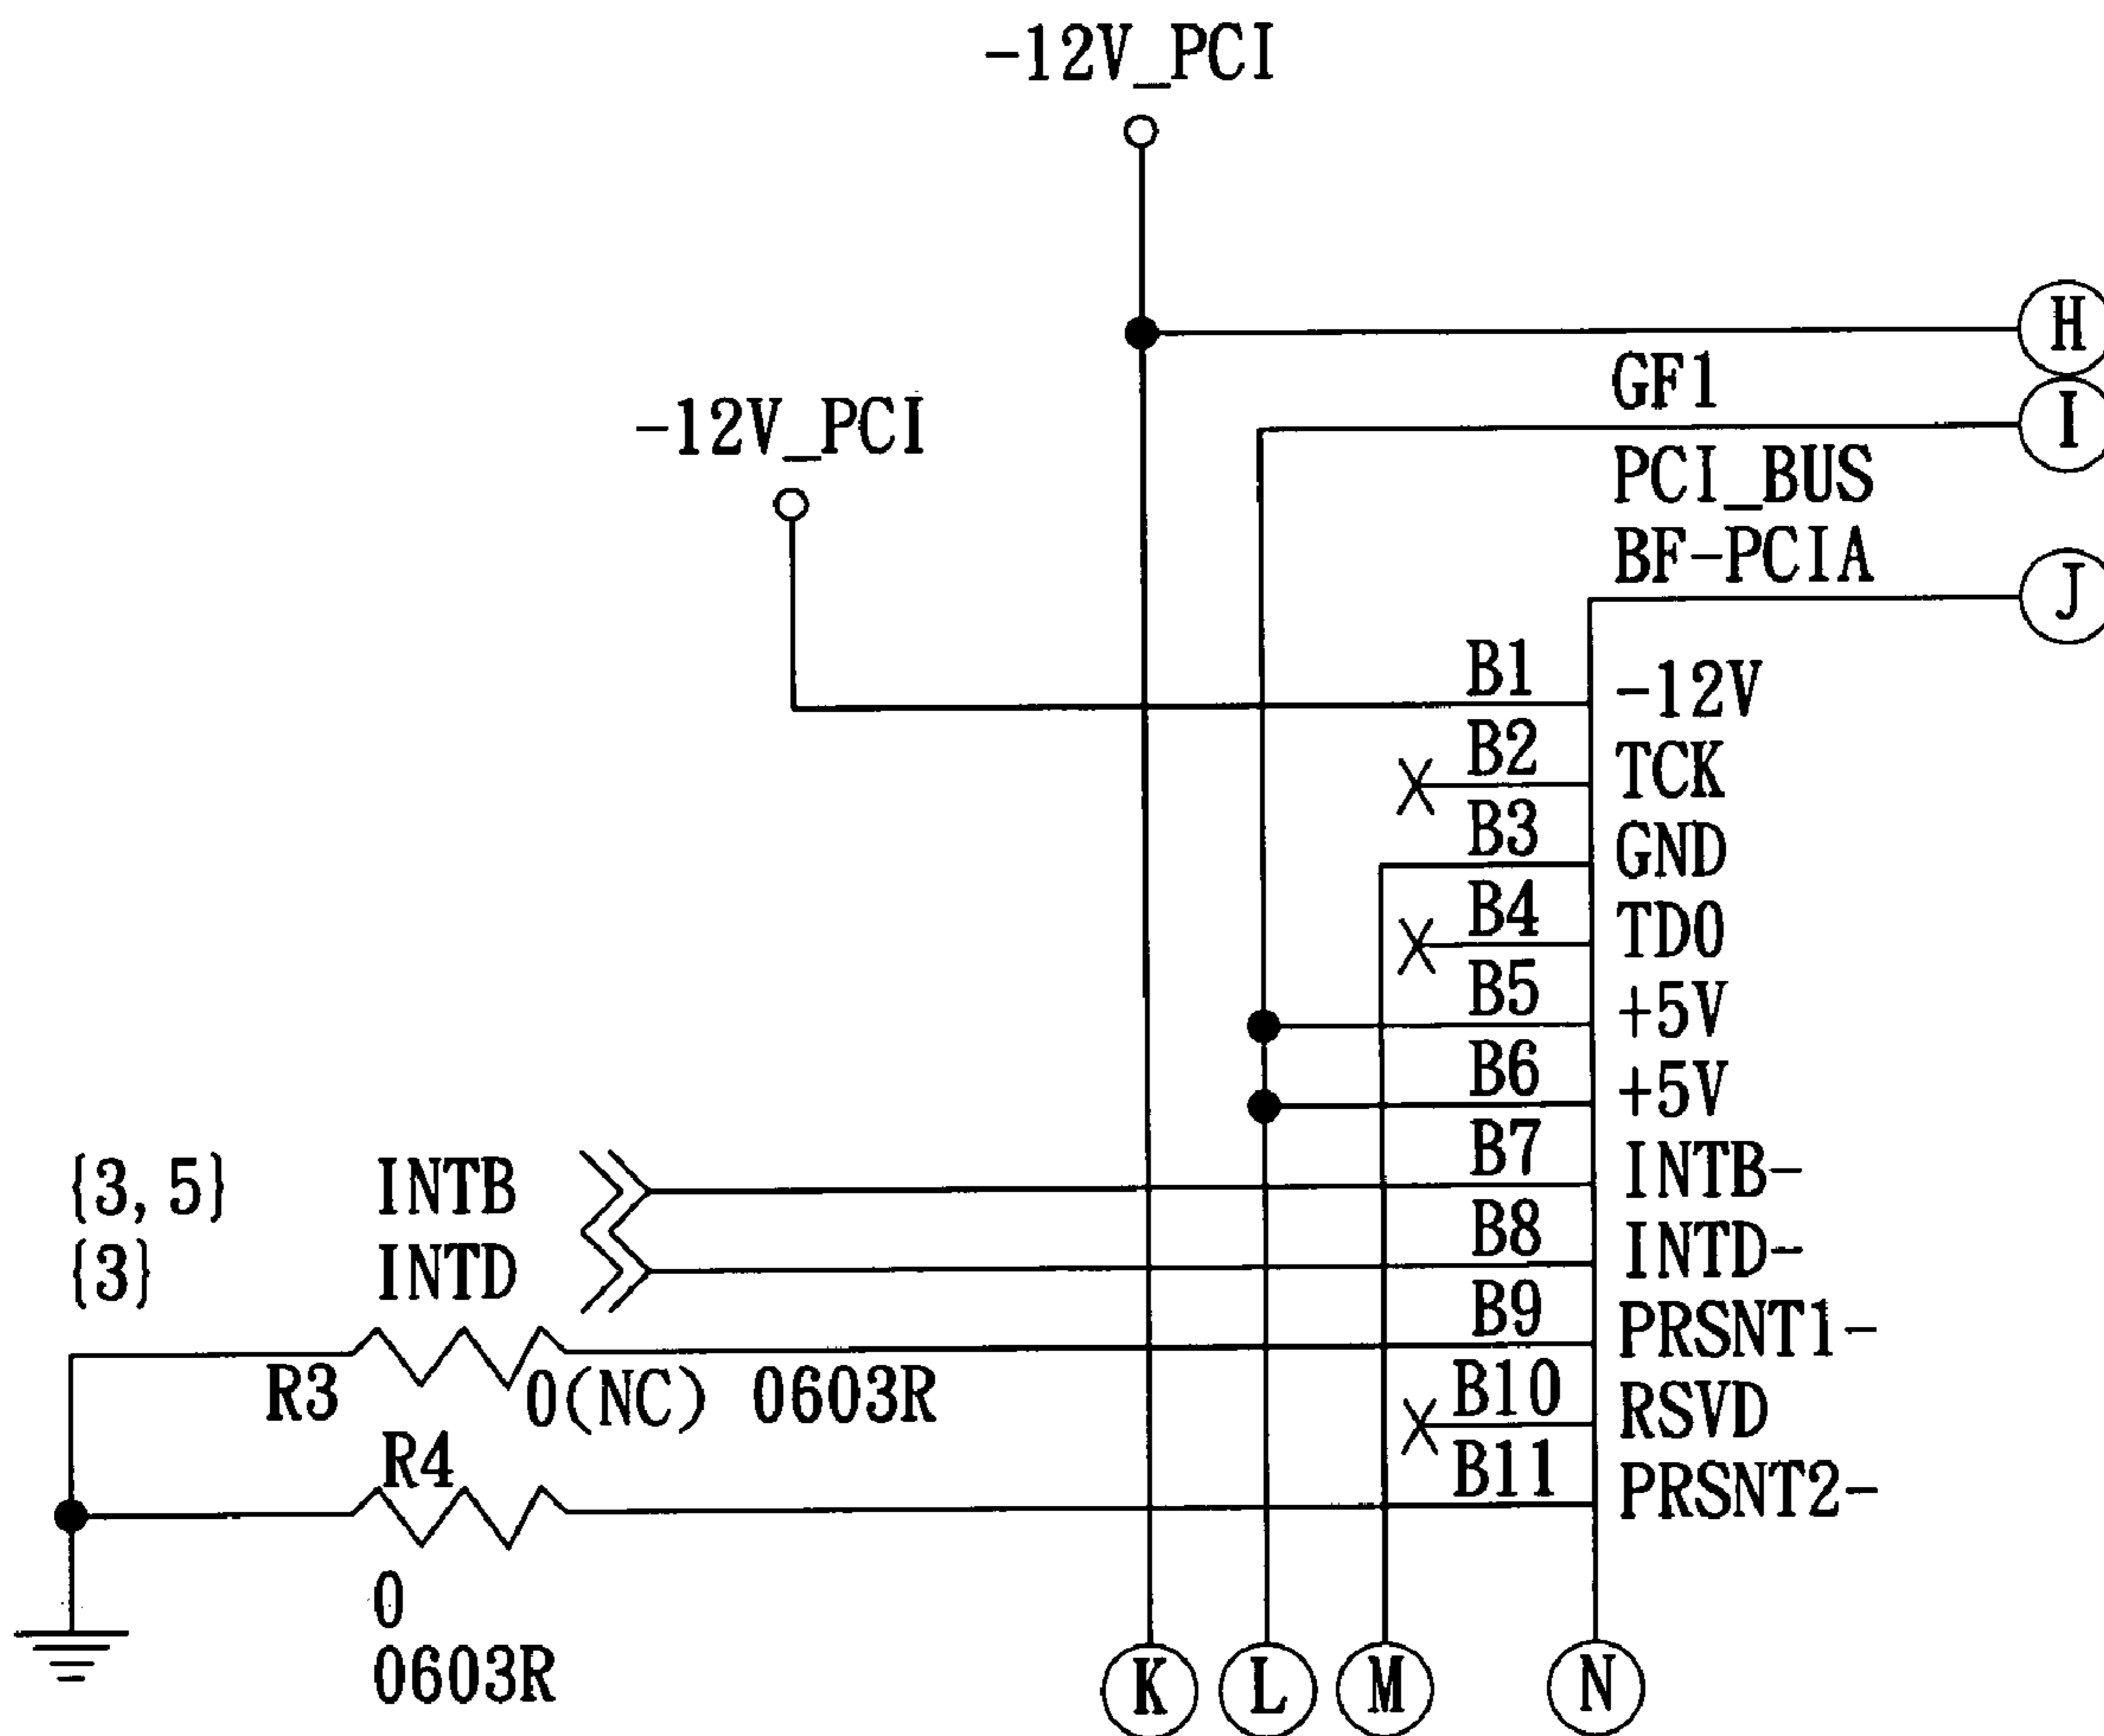 -12V_PCI
H
GF1
I
-12V_PCI
PCI_BUS
BF-PCIA
J
B1 -12V
B2 TCK
B3 GND
B4 TDO
B5 +5V
B6 +5V
{3,5} INTB B7 INTB-
{3} INTD B8 INTD-
B9 PRSNT1-
R3 0(NC) 0603R B10 RSVD
R4 B11 PRSNT2-
0
0603R
K L M N